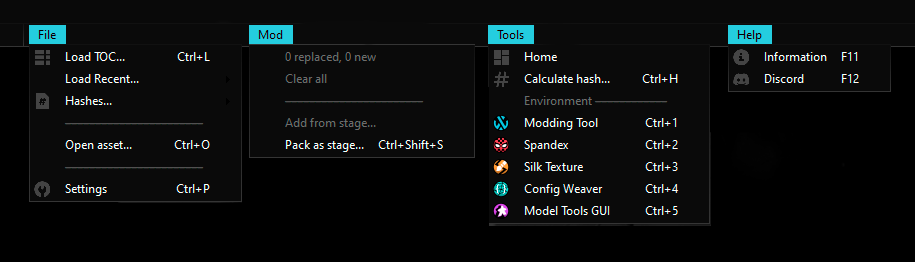 File
Load TOC... Ctrl+L
Load Recent...
Hashes...
Open asset... Ctrl+O
Settings Ctrl+P
Mod
0 replaced, 0 new
Clear all
Add from stage...
Pack as stage... Ctrl+Shift+S
Tools
Home
Calculate hash... Ctrl+H
Environment
Modding Tool Ctrl+1
Spandex Ctrl+2
Silk Texture Ctrl+3
Config Weaver Ctrl+4
Model Tools GUI Ctrl+5
Help
Information F11
Discord F12